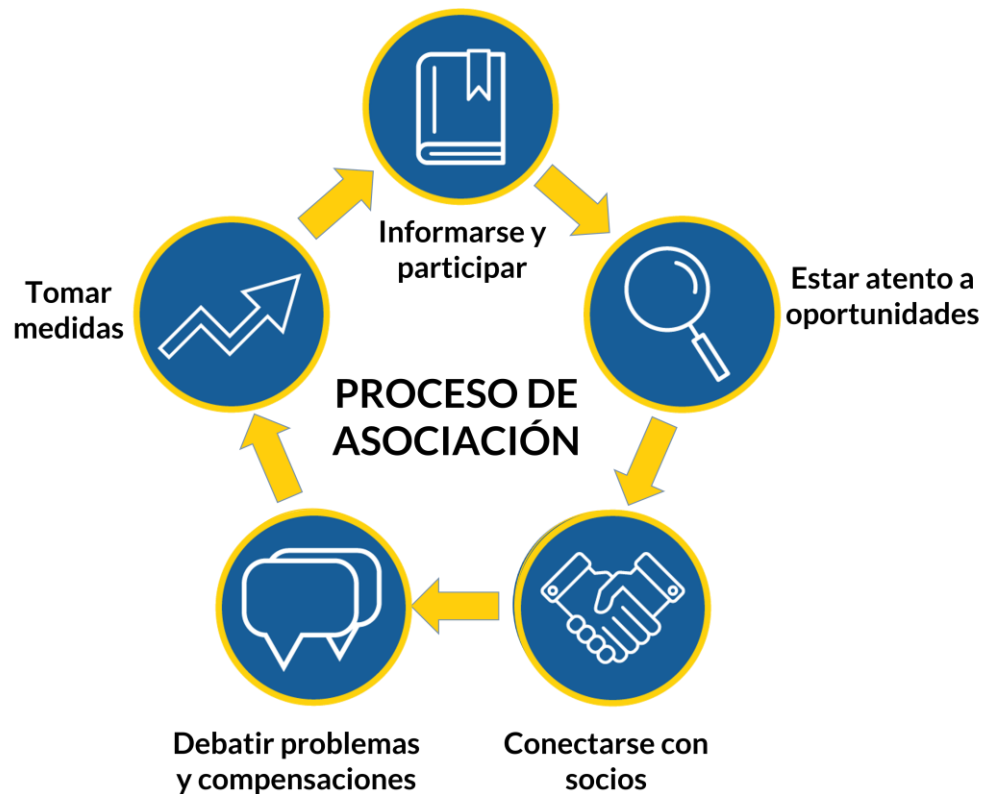 Informarse y
participar
Estar atento a
oportunidades
Tomar
medidas
PROCESO DE
ASOCIACIÓN
Debatir problemas
y compensaciones
Conectarse con
socios